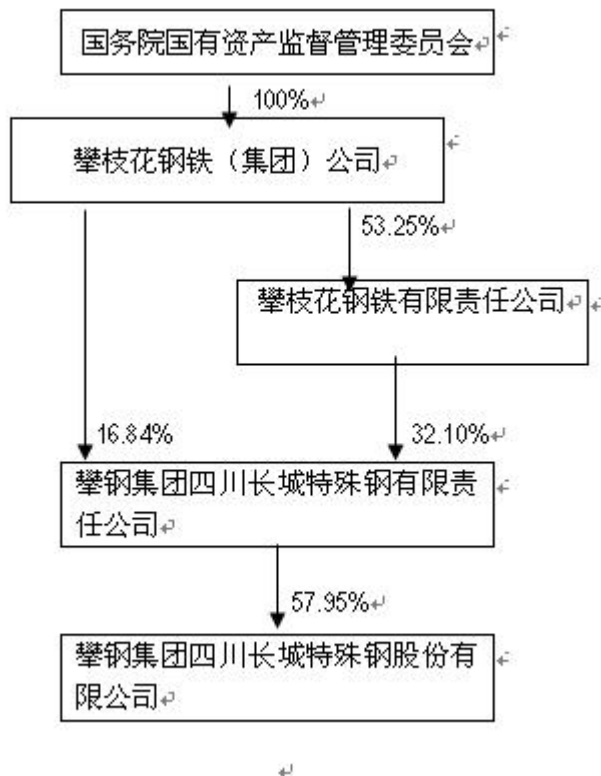 国务院国有资产监督管理委员会
100%
攀枝花钢铁（集团）公司
53.25%
攀枝花钢铁有限责任公司
16.84%
32.10%
攀钢集团四川长城特殊钢有限责
任公司
57.95%
攀钢集团四川长城特殊钢股份有
限公司